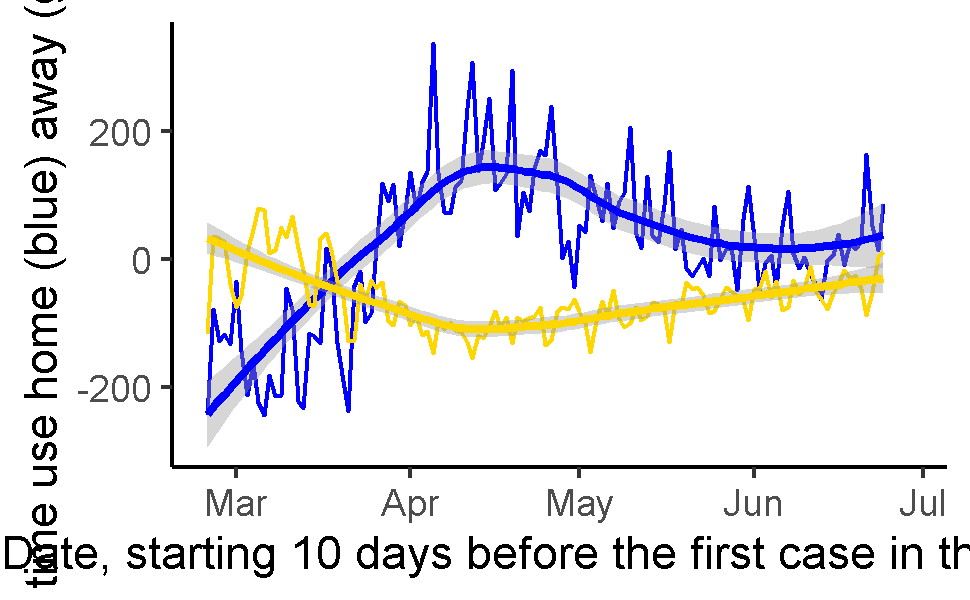 time use home (blue) away (
200
0
-200
Mar Apr May Jun Jul
Date, starting 10 days before the first case in th